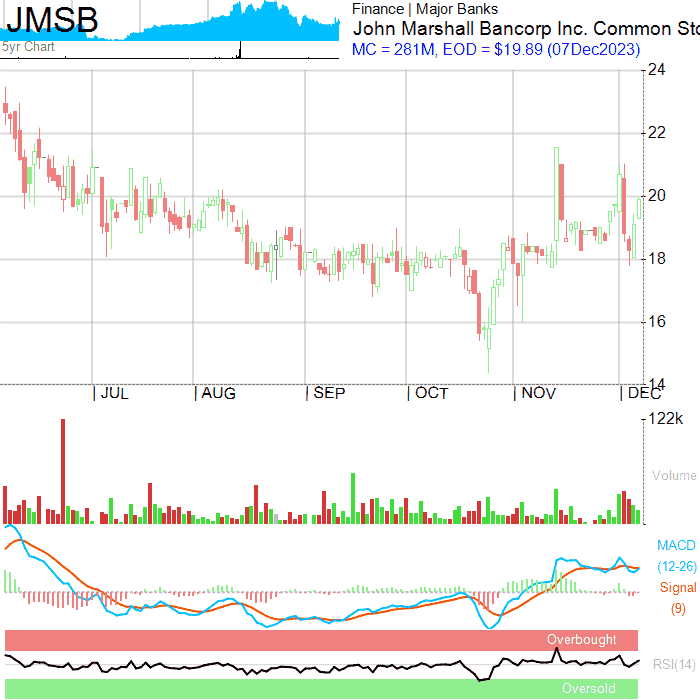 JMSB
5yr Chart
Finance | Major Banks
John Marshall Bancorp Inc. Common Sto
MC = 281M, EOD = $19.89 (07Dec2023)
24
22
20
18
16
14
JUL
AUG
SEP
OCT
NOV
DEC
122k
Volume
MACD
(12-26)
Signal
(9)
Overbought
RSI(14)
Oversold